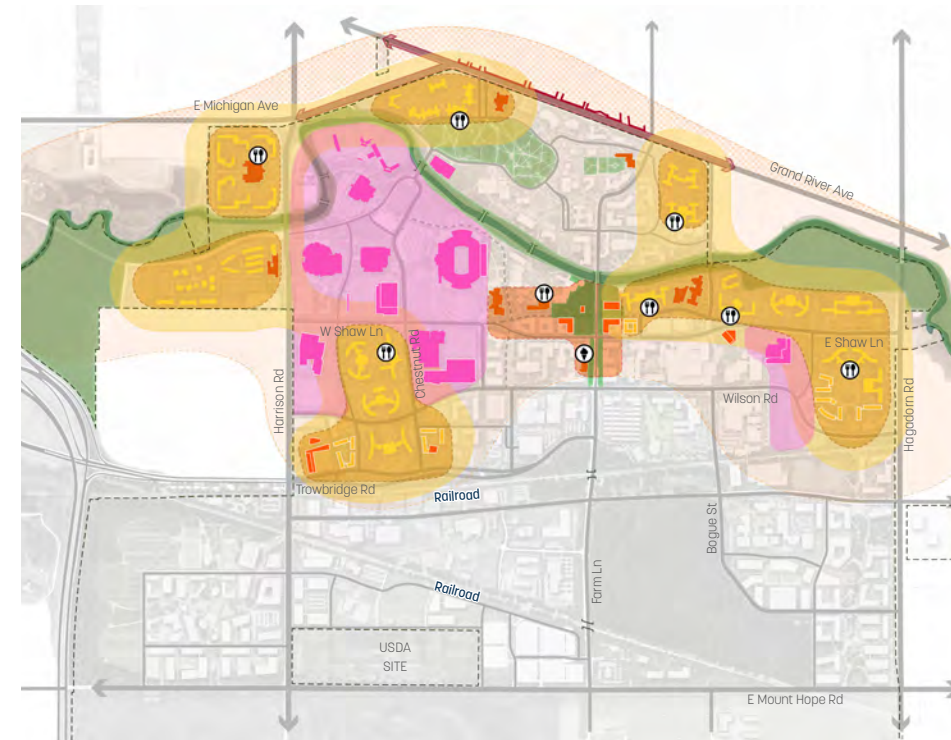 E Michigan Ave
Grand River Ave
W Shaw Ln
Chestnut Rd
E Shaw Ln
Harrison Rd
Wilson Rd
Hagadorn Rd
Trowbridge Rd
Railroad
Bogue St.
Farm Ln
Railroad
USDA
SITE
E Mount Hope Rd